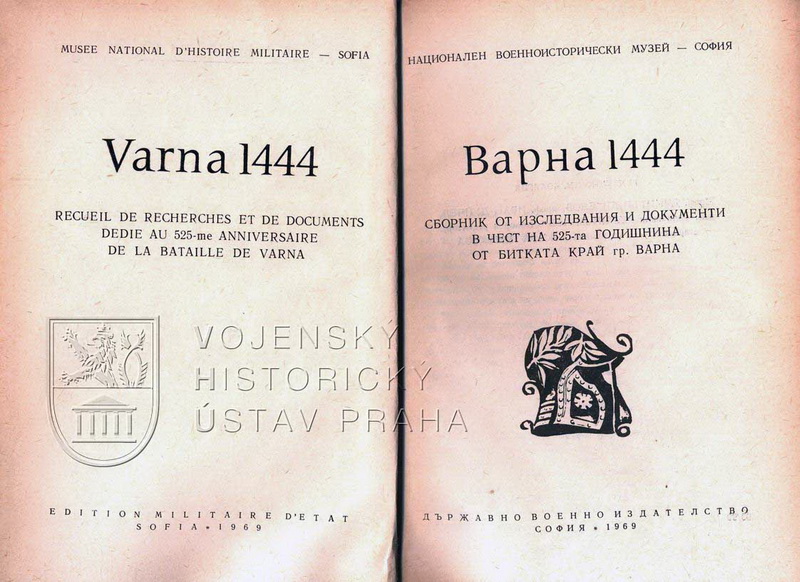 MUSEE NATIONAL D'HISTOIRE MILITAIRE — SOFIA
Varna 1444
RECUEIL DE RECHERCHES ET DE DOCUMENTS
DEDIE AU 525-me ANNIVERSAIRE
DE LA BATAILLE DE VARNA
EDITION MILITAIRE D'ETAT
SOFIA * 1969
НАЦИОНАЛЕН ВОЕННОИСТОРИЧЕСКИ МУЗЕЙ — СОФИЯ
Варна 1444
СБОРНИК ОТ ИЗСЛЕДВАНИЯ И ДОКУМЕНТИ
В ЧЕСТ НА 525-та ГОДИШНИНА
ОТ БИТКАТА КРАЙ гр. ВАРНА
ДЪРЖАВНО ВОЕННО ИЗДАТЕЛСТВО
СОФИЯ * 1969
VOJENSKÝ
HISTORICKÝ
ÚSTAV PRAHA